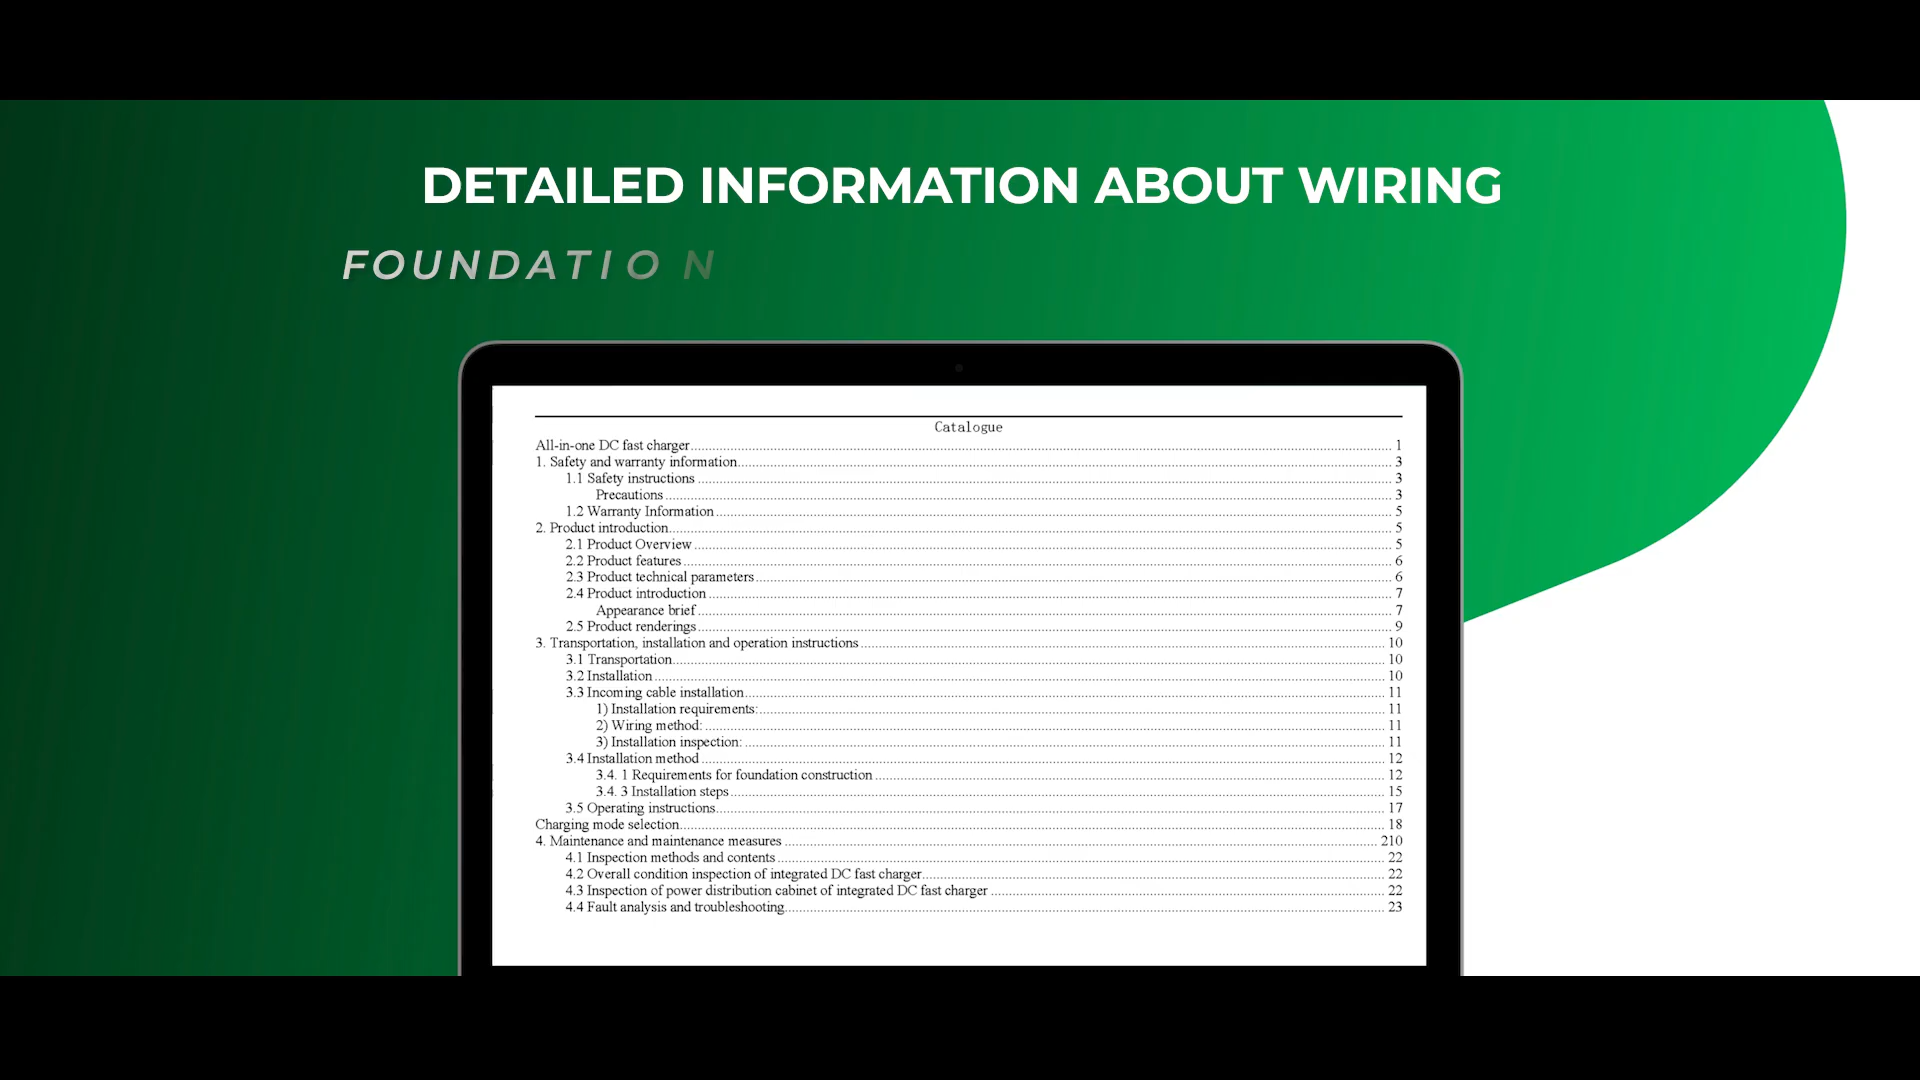 DETAILED INFORMATION ABOUT WIRING
FOUNDATION
Catalogue
All-in-one DC fast charger 1
1. Safety and warranty information 3
1.1 Safety instructions 3
Precautions 3
1.2 Warranty Information 5
2. Product introduction 5
2.1 Product Overview 5
2.2 Product features 6
2.3 Product technical parameters 6
2.4 Product introduction 7
Appearance brief 7
2.5 Product renderings 9
3. Transportation, installation and operation instructions 10
3.1 Transportation 10
3.2 Installation 10
3.3 Incoming cable installation 11
1) Installation requirements: 11
2) Wiring method: 11
3) Installation inspection: 11
3.4 Installation method 12
3.4. 1 Requirements for foundation construction 12
3.4. 3 Installation steps 15
3.5 Operating instructions 17
Charging mode selection 18
4. Maintenance and maintenance measures 210
4.1 Inspection methods and contents 22
4.2 Overall condition inspection of integrated DC fast charger 22
4.3 Inspection of power distribution cabinet of integrated DC fast charger 22
4.4 Fault analysis and troubleshooting 23